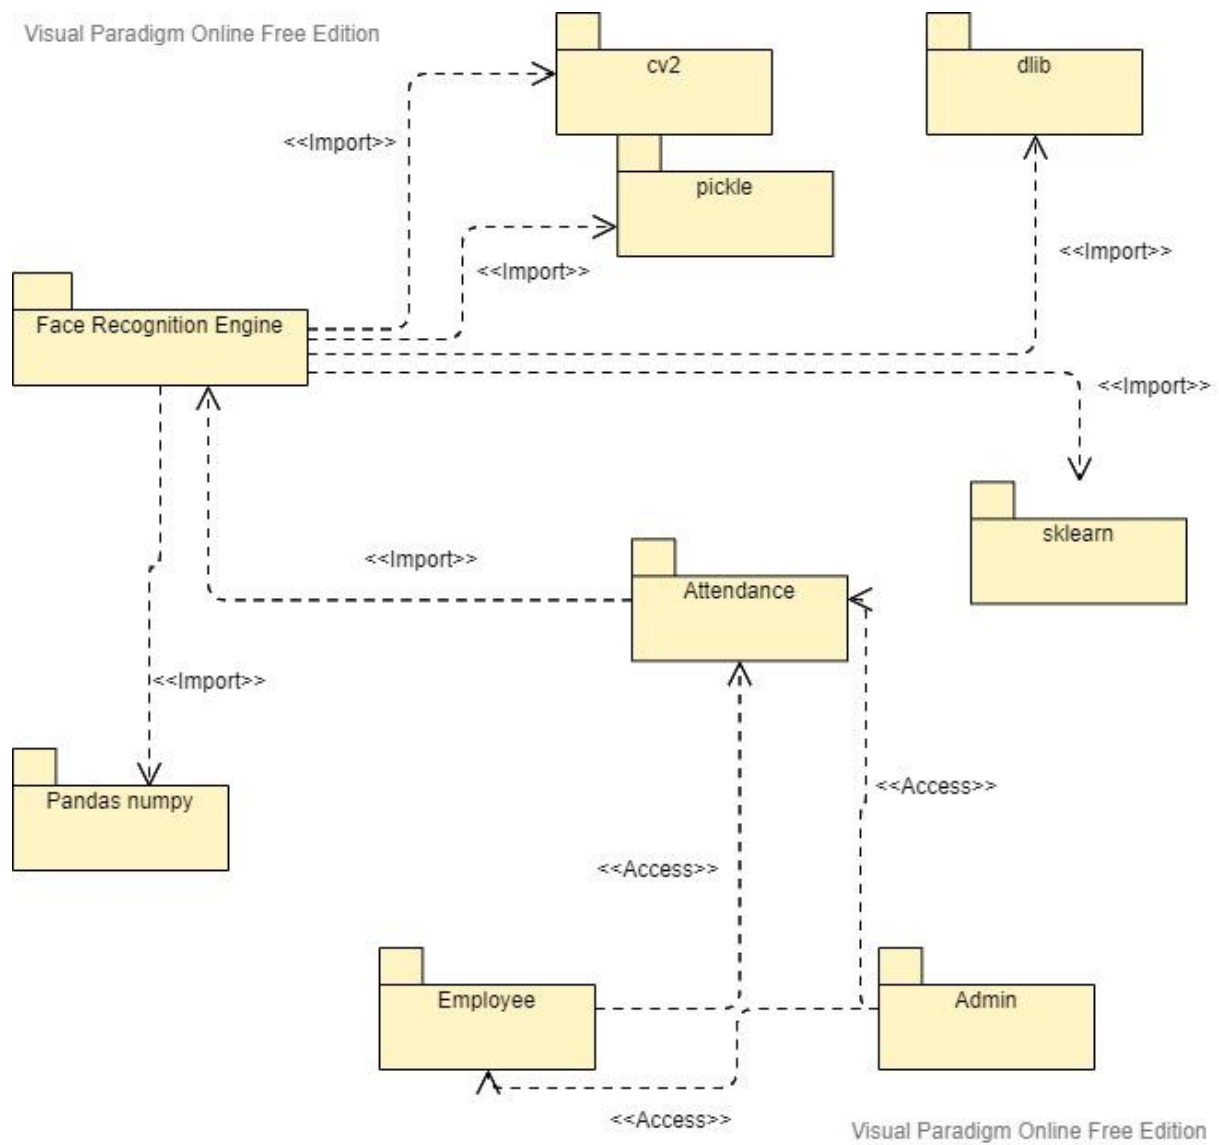 Visual Paradigm Online Free Edition
cv2
dlib
<<Import>>
pickle
<<Import>>
<<Import>>
Face Recognition Engine
<<Import>>
sklearn
<<Import>>
Attendance
<<Import>>
Pandas numpy
<<Access>>
<<Access>>
Employee
Admin
<<Access>>
Visual Paradigm Online Free Edition